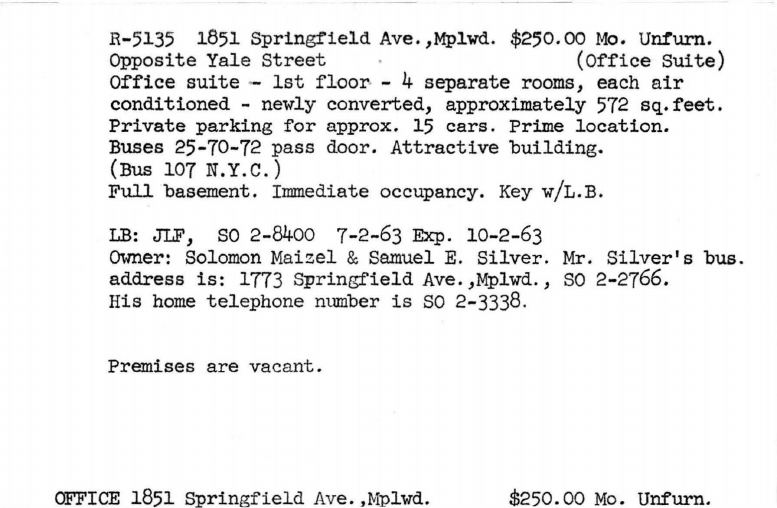 R-5135 1851 Springfield Ave.,Mplwd. $250.00 Mo. Unfurn.
Opposite Yale Street (Office Suite)
Office suite - 1st floor - 4 separate rooms, each air
conditioned - newly converted, approximately 572 sq.feet.
Private parking for approx. 15 cars. Prime location.
Buses 25-70-72 pass door. Attractive building.
(Bus 107 N.Y.C.)
Full basement. Immediate occupancy. Key w/L.B.
LB: JLF, SO 2-8400 7-2-63 Exp. 10-2-63
Owner: Solomon Maizel & Samuel E. Silver. Mr. Silver's bus.
address is: 1773 Springfield Ave.,Mplwd., SO 2-2766.
His home telephone number is SO 2-3338.
Premises are vacant.
OFFICE 1851 Springfield Ave.,Mplwd. $250.00 Mo. Unfurn.